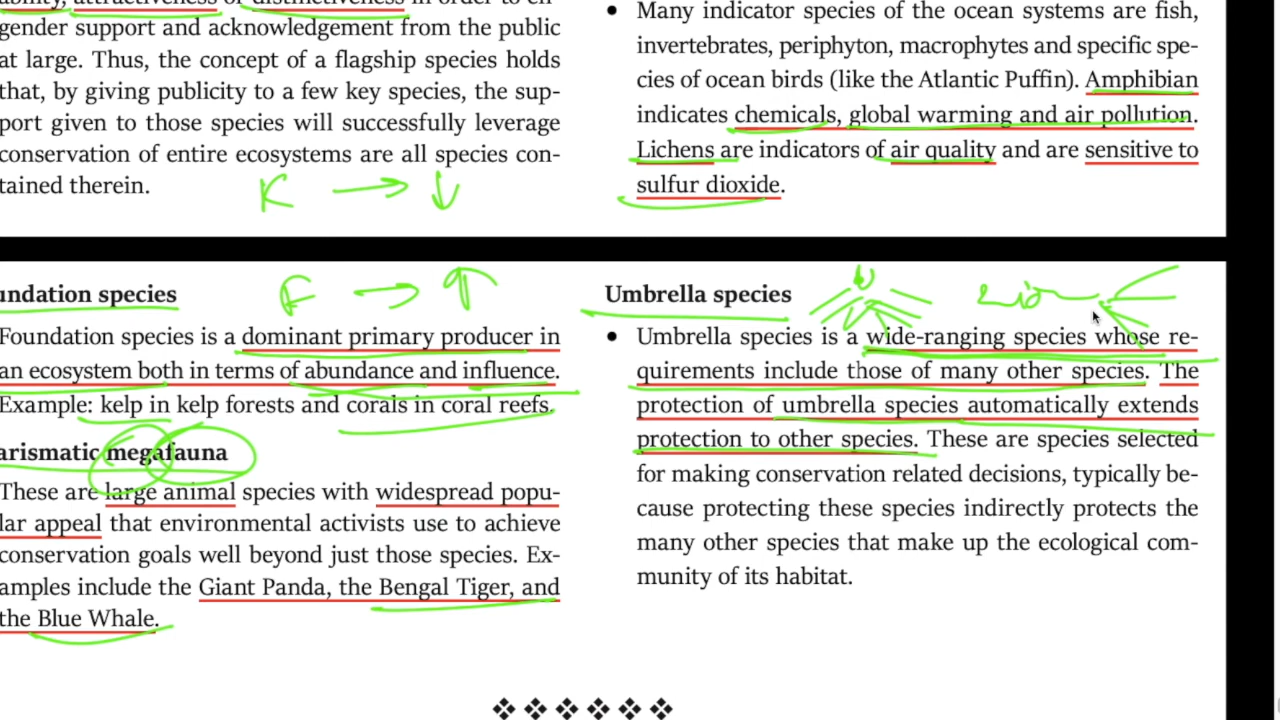 ability, attractiveness or distinctiveness in order to en-
gender support and acknowledgement from the public
at large. Thus, the concept of a flagship species holds
that, by giving publicity to a few key species, the sup-
port given to those species will successfully leverage
conservation of entire ecosystems are all species con-
tained therein.
K → ↓
undation species
F → ↑
Foundation species is a dominant primary producer in
an ecosystem both in terms of abundance and influence.
Example: kelp in kelp forests and corals in coral reefs.
arismatic megafauna
These are large animal species with widespread popu-
lar appeal that environmental activists use to achieve
conservation goals well beyond just those species. Ex-
amples include the Giant Panda, the Bengal Tiger, and
the Blue Whale.
• Many indicator species of the ocean systems are fish,
invertebrates, periphyton, macrophytes and specific spe-
cies of ocean birds (like the Atlantic Puffin). Amphibian
indicates chemicals, global warming and air pollution.
Lichens are indicators of air quality and are sensitive to
sulfur dioxide.
Umbrella species
Lion
• Umbrella species is a wide-ranging species whose re-
quirements include those of many other species. The
protection of umbrella species automatically extends
protection to other species. These are species selected
for making conservation related decisions, typically be-
cause protecting these species indirectly protects the
many other species that make up the ecological com-
munity of its habitat.